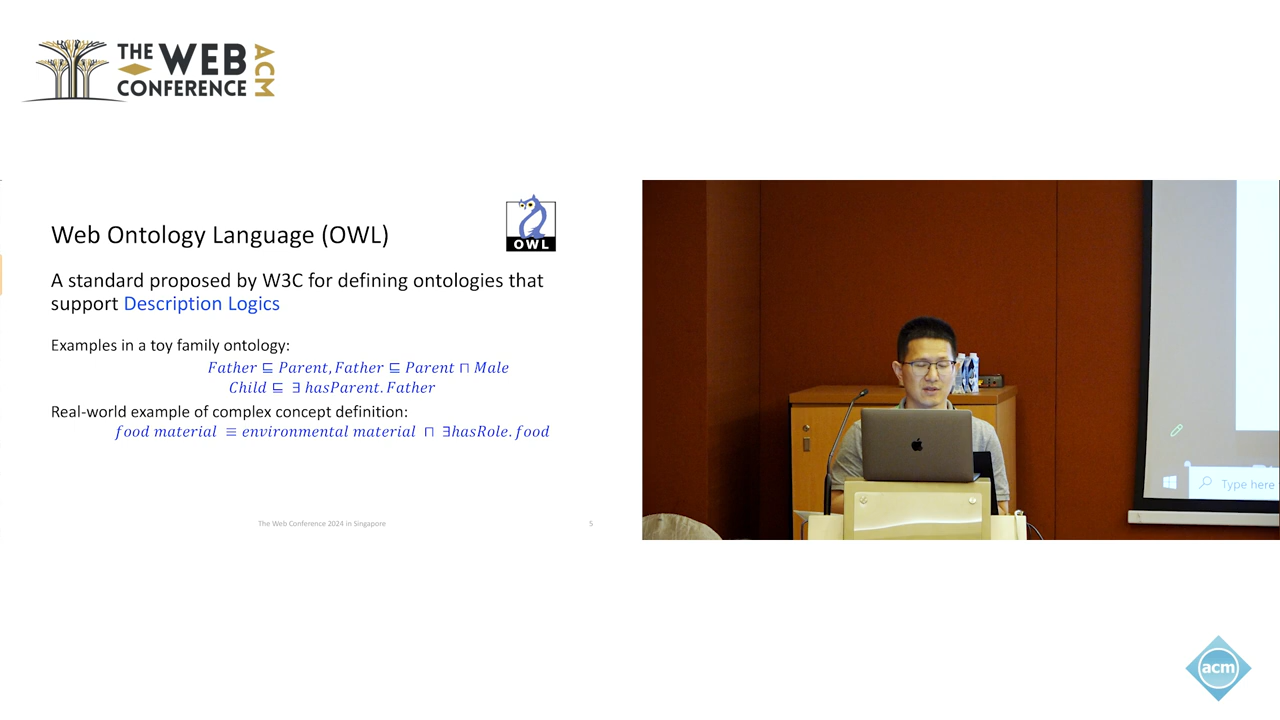 THE WEB
CONFERENCE
ACM
Web Ontology Language (OWL)
OWL
A standard proposed by W3C for defining ontologies that
support Description Logics
Examples in a toy family ontology:
Father ⊑ Parent, Father ⊑ Parent ⊓ Male
Child ⊑ ∃ hasParent. Father
Real-world example of complex concept definition:
food material ≡ environmental material ⊓ ∃hasRole. food
The Web Conference 2024 in Singapore
5
Type here
acm